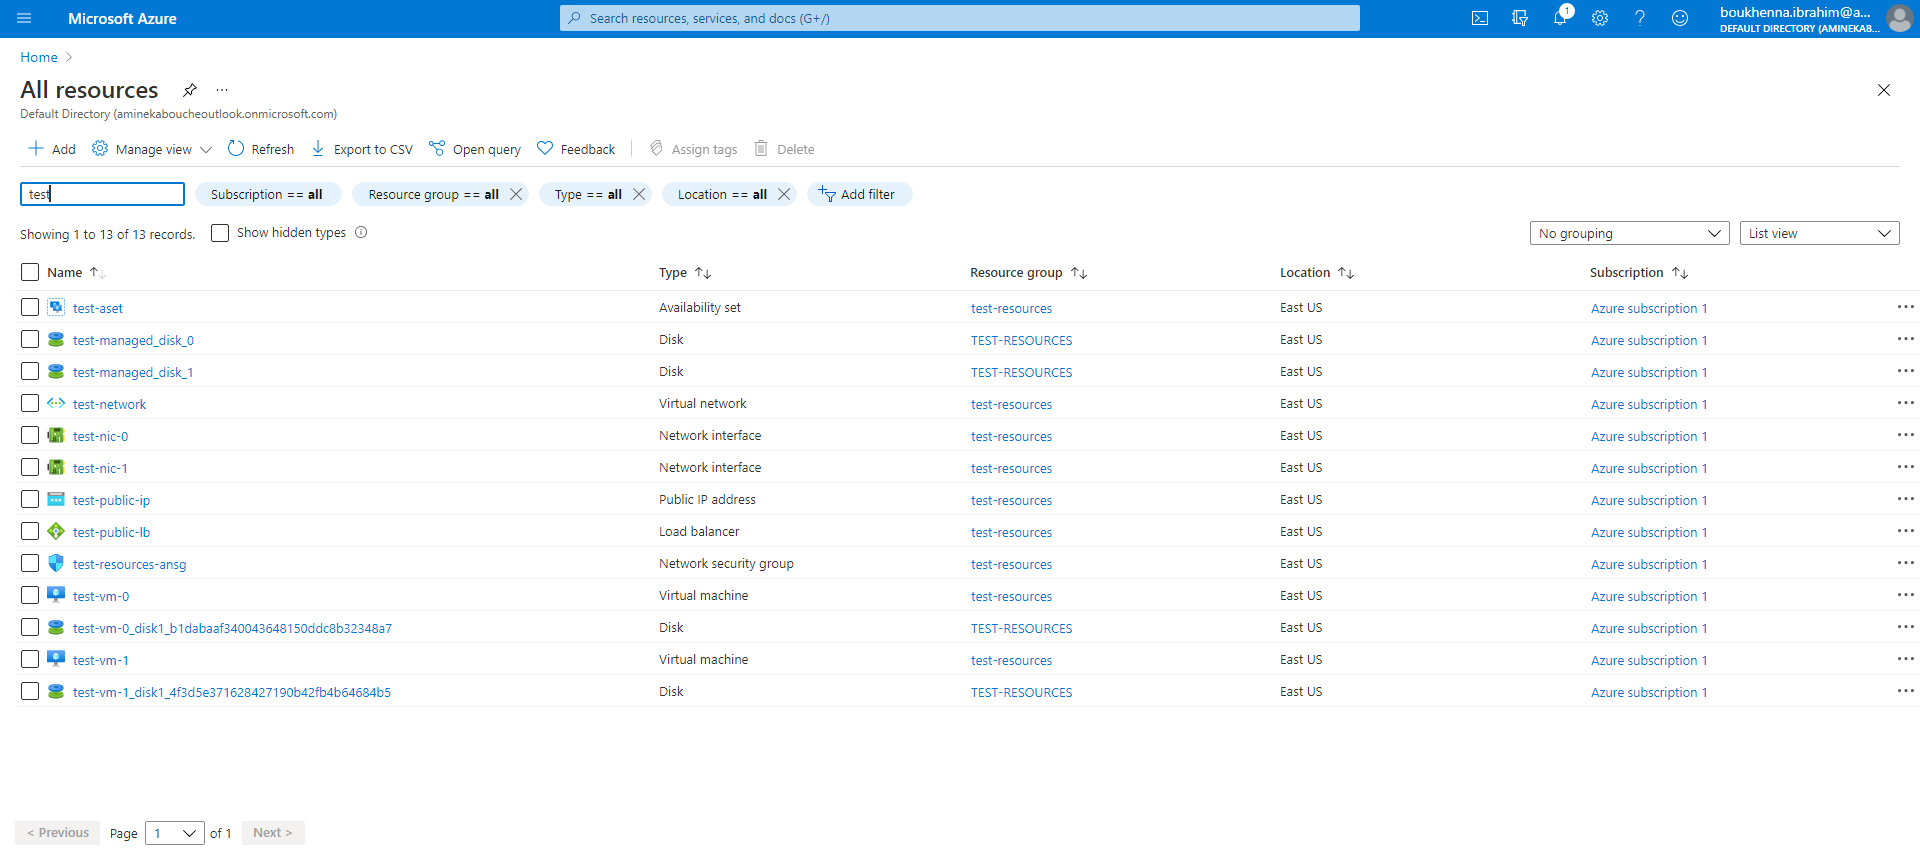 Microsoft Azure
Search resources, services, and docs (G+/)
1
boukhenna.ibrahim@a...
DEFAULT DIRECTORY (AMINEKAB...
Home >
All resources ...
Default Directory (aminekaboucheoutlook.onmicrosoft.com)
+ Add Manage view Refresh Export to CSV Open query Feedback Assign tags Delete
test Subscription == all Resource group == all Type == all Location == all Add filter
Showing 1 to 13 of 13 records. Show hidden types No grouping List view
Name Type Resource group Location Subscription
test-aset Availability set test-resources East US Azure subscription 1 ...
test-managed_disk_0 Disk TEST-RESOURCES East US Azure subscription 1 ...
test-managed_disk_1 Disk TEST-RESOURCES East US Azure subscription 1 ...
test-network Virtual network test-resources East US Azure subscription 1 ...
test-nic-0 Network interface test-resources East US Azure subscription 1 ...
test-nic-1 Network interface test-resources East US Azure subscription 1 ...
test-public-ip Public IP address test-resources East US Azure subscription 1 ...
test-public-lb Load balancer test-resources East US Azure subscription 1 ...
test-resources-ansg Network security group test-resources East US Azure subscription 1 ...
test-vm-0 Virtual machine test-resources East US Azure subscription 1 ...
test-vm-0_disk1_b1dabaaf340043648150ddc8b32348a7 Disk TEST-RESOURCES East US Azure subscription 1 ...
test-vm-1 Virtual machine test-resources East US Azure subscription 1 ...
test-vm-1_disk1_4f3d5e371628427190b42fb4b64684b5 Disk TEST-RESOURCES East US Azure subscription 1 ...
< Previous Page 1 of 1 Next >